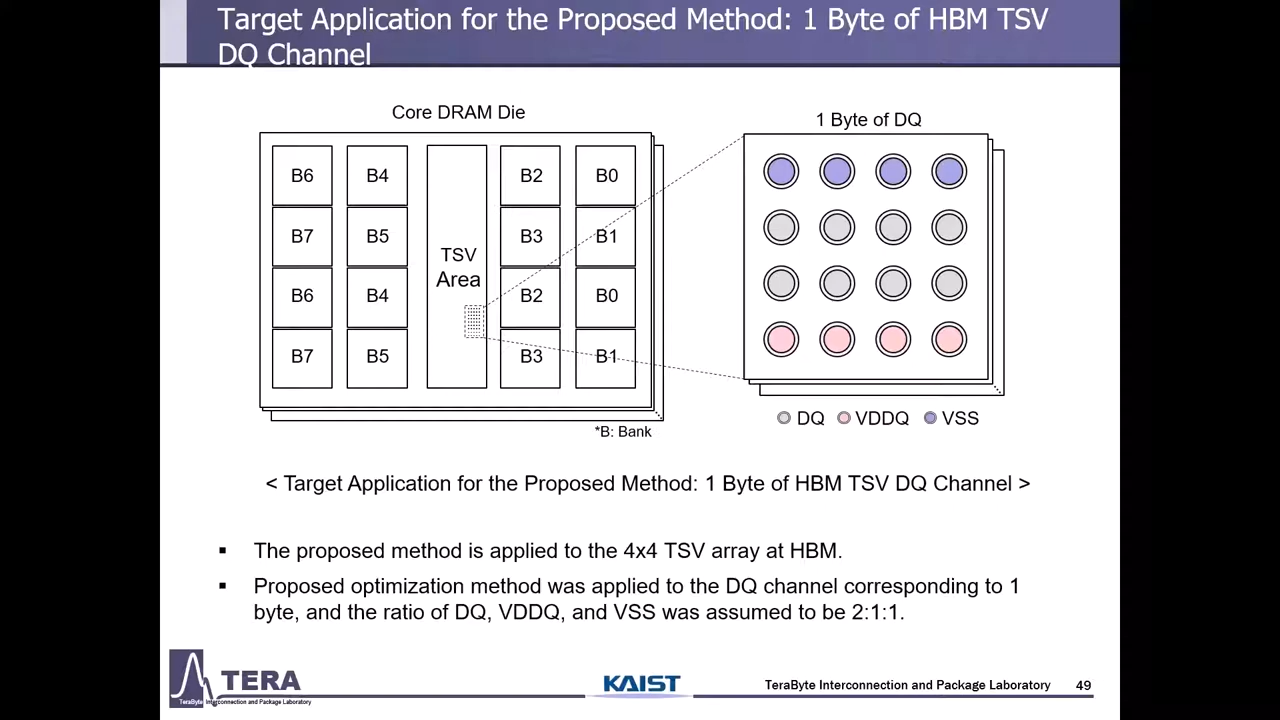 Target Application for the Proposed Method: 1 Byte of HBM TSV
DQ Channel
Core DRAM Die
B6 B4 B2 B0
B7 B5 B3 B1
TSV
Area
B6 B4 B2 B0
B7 B5 B3 B1
*B: Bank
1 Byte of DQ
DQ VDDQ VSS
< Target Application for the Proposed Method: 1 Byte of HBM TSV DQ Channel >
▪ The proposed method is applied to the 4x4 TSV array at HBM.
▪ Proposed optimization method was applied to the DQ channel corresponding to 1
byte, and the ratio of DQ, VDDQ, and VSS was assumed to be 2:1:1.
TERA
TeraByte Interconnection and Package Laboratory
KAIST
TeraByte Interconnection and Package Laboratory 49